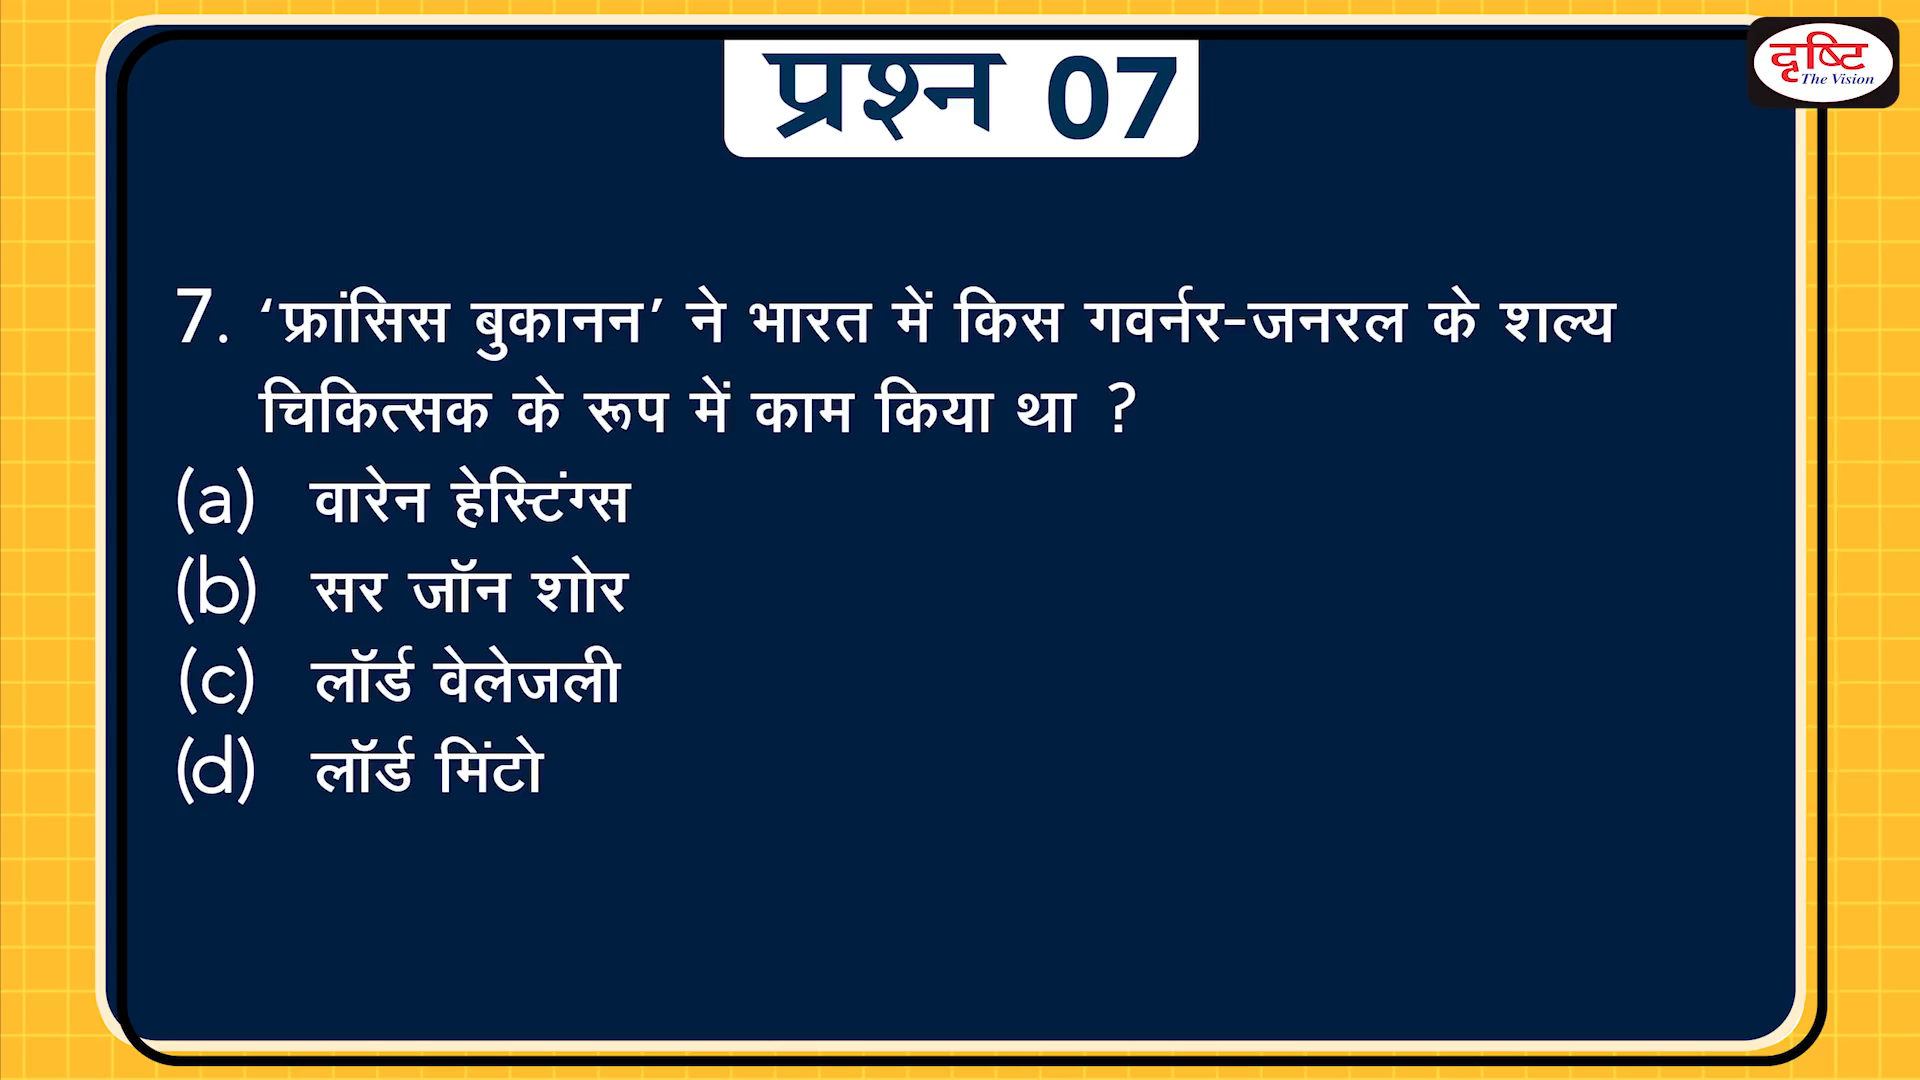 दृष्टि
The Vision
प्रश्न 07
7. ‘फ्रांसिस बुकानन’ ने भारत में किस गवर्नर-जनरल के शल्य
चिकित्सक के रूप में काम किया था ?
(a) वारेन हेस्टिंग्स
(b) सर जॉन शोर
(c) लॉर्ड वेलेजली
(d) लॉर्ड मिंटो